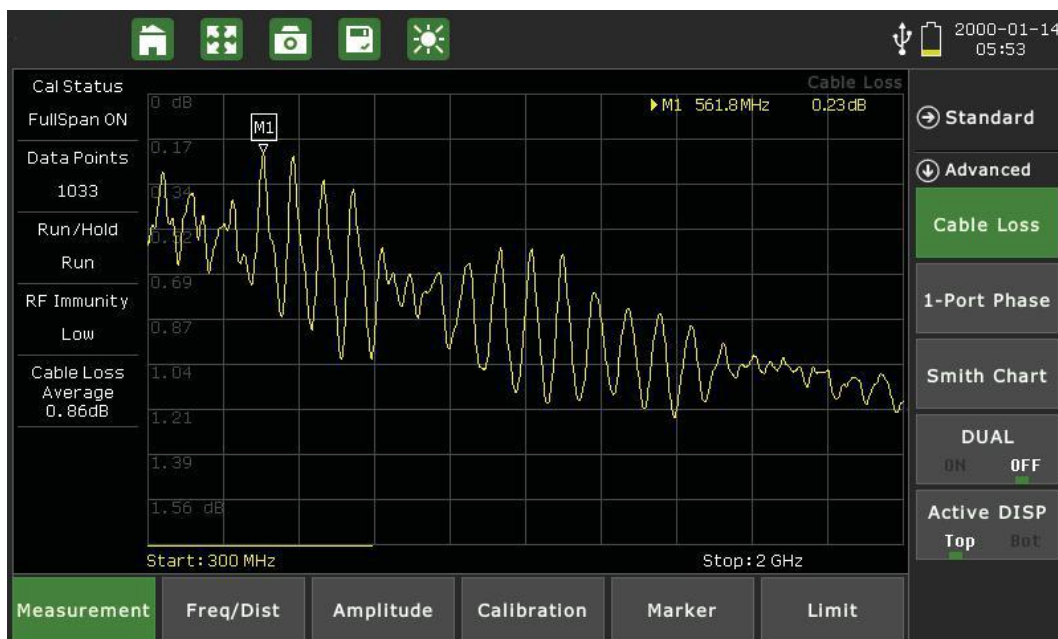 2000-01-14
05:53
Cal Status
FullSpan ON
Data Points
1033
Run/Hold
Run
RF Immunity
Low
Cable Loss
Average
0.86dB
Cable Loss
M1 561.8MHz 0.23dB
M1
0 dB
0.17
0.34
0.52
0.69
0.87
1.04
1.21
1.39
1.56 dB
Start:300 MHz
Stop:2 GHz
Standard
Advanced
Cable Loss
1-Port Phase
Smith Chart
DUAL
ON OFF
Active DISP
Top Bot
Measurement
Freq/Dist
Amplitude
Calibration
Marker
Limit